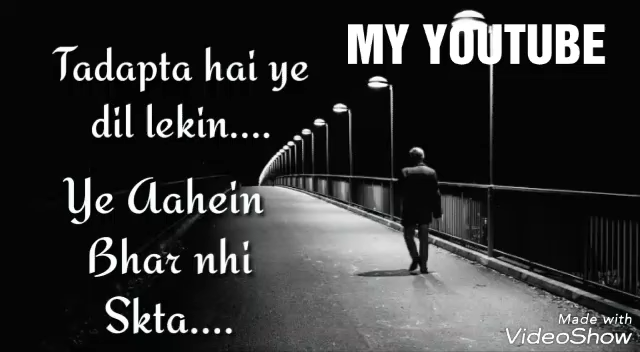 Tadapta hai ye
dil lekin....
Ye Aahein
Bhar nhi
Skta....
MY YOUTUBE
Made with
VideoShow